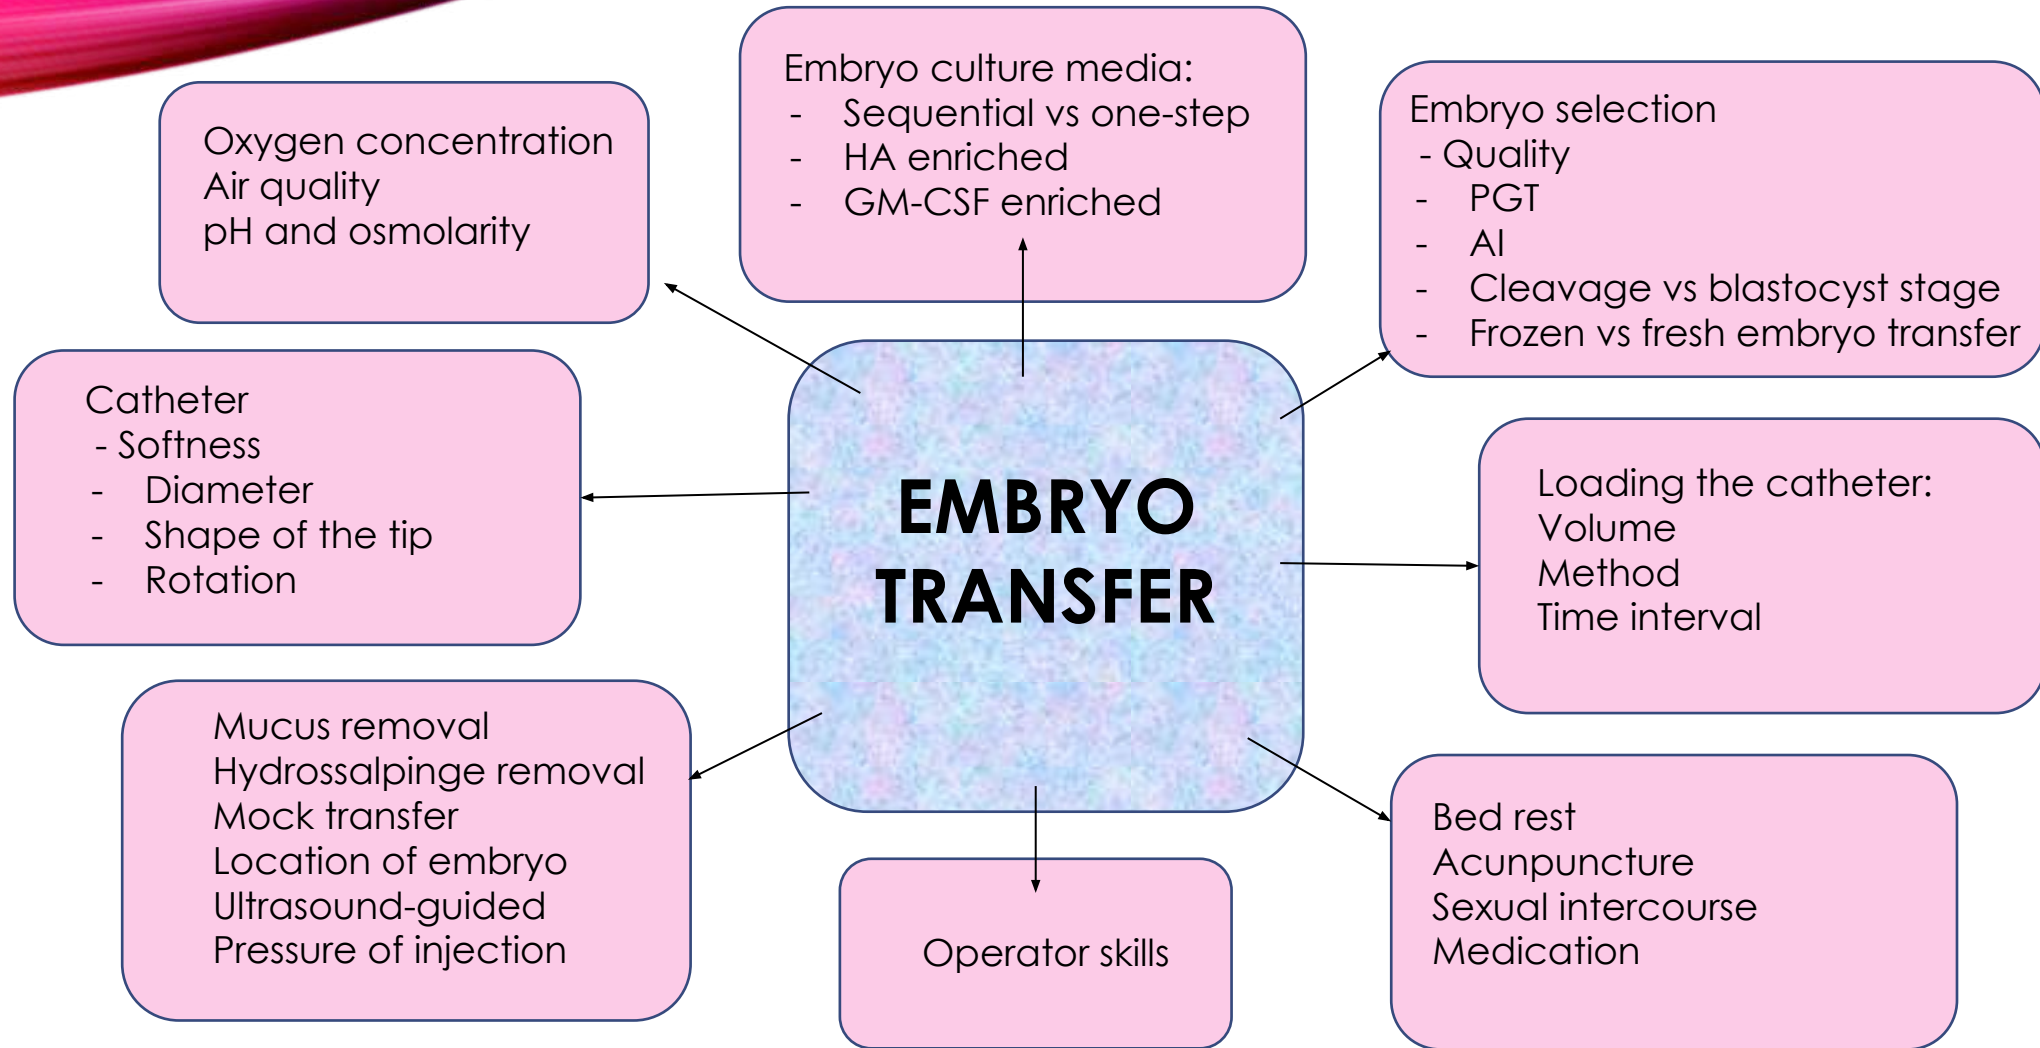 Embryo culture media:
- Sequential vs one-step
- HA enriched
- GM-CSF enriched
Oxygen concentration
Air quality
pH and osmolarity
Embryo selection
- Quality
- PGT
- AI
- Cleavage vs blastocyst stage
- Frozen vs fresh embryo transfer
Catheter
- Softness
- Diameter
- Shape of the tip
- Rotation
EMBRYO
TRANSFER
Loading the catheter:
Volume
Method
Time interval
Mucus removal
Hydrossalpinge removal
Mock transfer
Location of embryo
Ultrasound-guided
Pressure of injection
Operator skills
Bed rest
Acunpuncture
Sexual intercourse
Medication